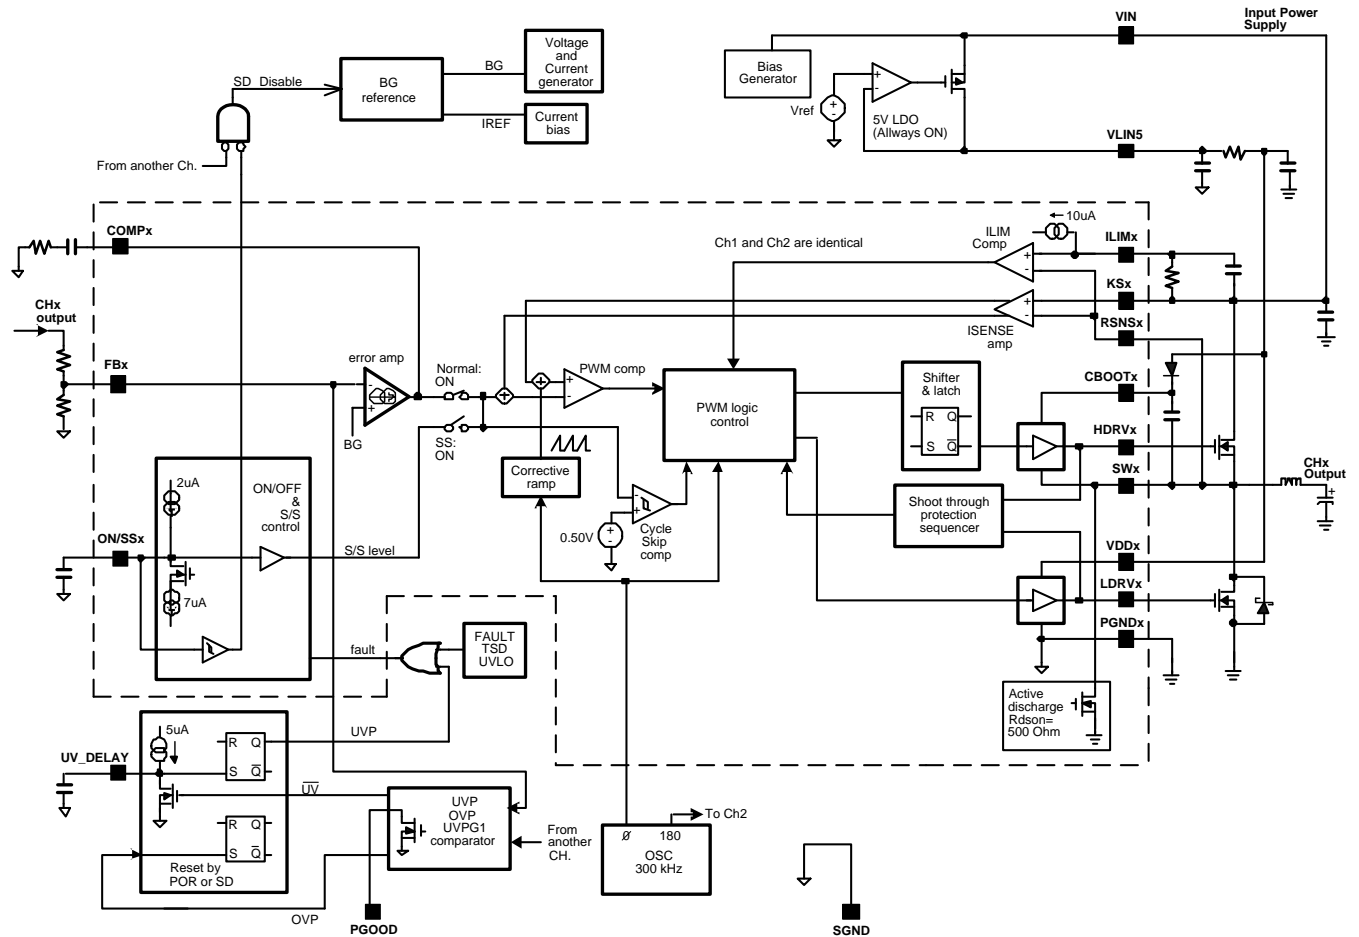 VIN
Input Power
Supply
Voltage
and
Current
generator
BG
SD Disable
BG
reference
IREF
Current
bias
Bias
Generator
+
-
Vref
+
-
5V LDO
(Allways ON)
VLIN5
From another Ch.
COMPx
10uA
ILIM
Comp
ILIMx
Ch1 and Ch2 are identical
+
-
KSx
CHx
output
+
-
RSNSx
ISENSE
amp
error amp
Normal:
ON
PWM comp
FBx
-
+
BG
+
+
+
-
Shifter
& latch
R Q
S Q
CBOOTx
PWM logic
control
SS:
ON
HDRVx
SWx
CHx
Output
+
Corrective
ramp
2uA
ON/OFF
&
S/S
control
-
+
Shoot through
protection
sequencer
0.50V
+
-
Cycle
Skip
comp
ON/SSx
S/S level
VDDx
7uA
LDRVx
PGNDx
fault
FAULT
TSD
UVLO
Active
discharge
Rdson=
500 Ohm
5uA
R Q
S Q
UVP
UV_DELAY
UV
R Q
S Q
UVP
OVP
UVPG1
comparator
From
another
CH.
To Ch2
ø 180
OSC
300 kHz
Reset by
POR or SD
OVP
PGOOD
SGND